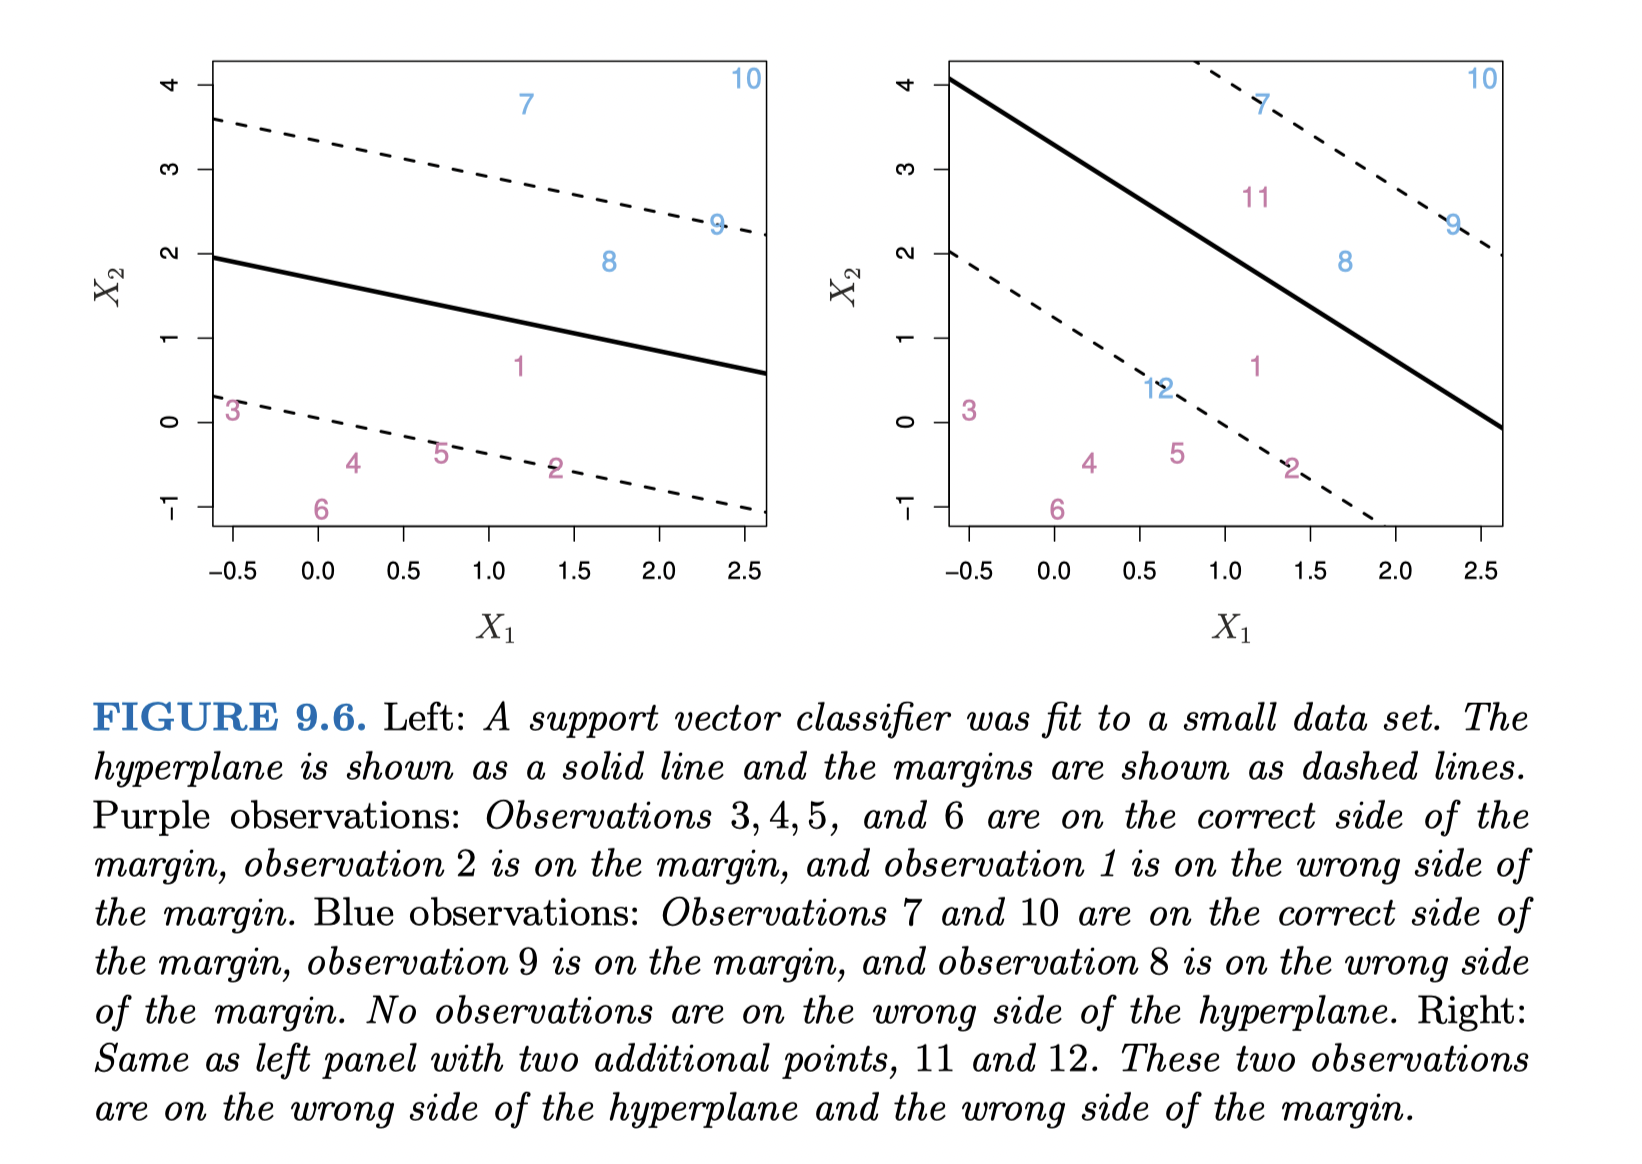 10
7
9
8
1
3
5
4
2
6
4
3
2
1
0
−1
X2
−0.5 0.0 0.5 1.0 1.5 2.0 2.5
X1
10
7
11
9
8
1
12
3
5
4
2
6
4
3
2
1
0
−1
X2
−0.5 0.0 0.5 1.0 1.5 2.0 2.5
X1
FIGURE 9.6. Left: A support vector classifier was fit to a small data set. The
hyperplane is shown as a solid line and the margins are shown as dashed lines.
Purple observations: Observations 3, 4, 5, and 6 are on the correct side of the
margin, observation 2 is on the margin, and observation 1 is on the wrong side of
the margin. Blue observations: Observations 7 and 10 are on the correct side of
the margin, observation 9 is on the margin, and observation 8 is on the wrong side
of the margin. No observations are on the wrong side of the hyperplane. Right:
Same as left panel with two additional points, 11 and 12. These two observations
are on the wrong side of the hyperplane and the wrong side of the margin.